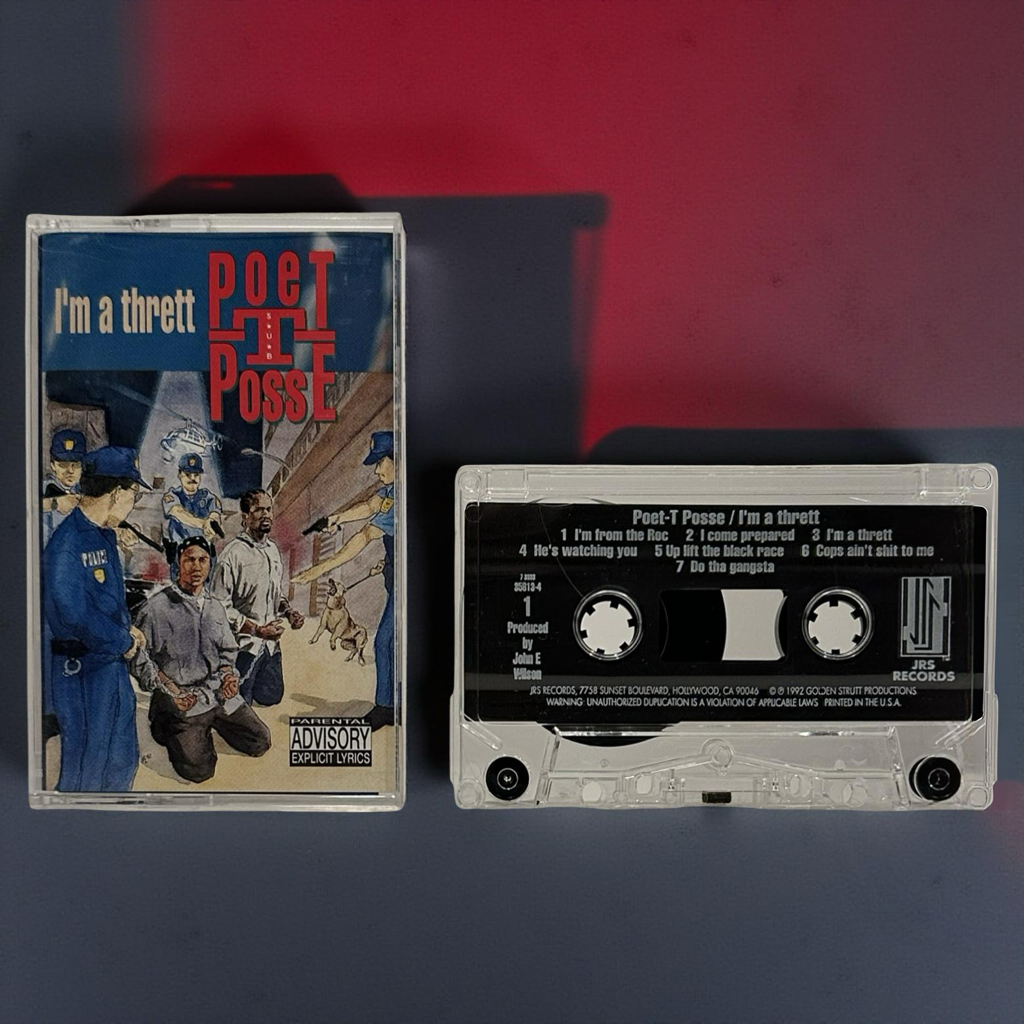 I'm a thrett
POET
S.U.B
T
POSSE
POLICE
PARENTAL
ADVISORY
EXPLICIT LYRICS
Poet-T Posse / I'm a thrett
1 I'm from the Roc 2 I come prepared 3 I'm a thrett
4 He's watching you 5 Up lift the black race 6 Cops ain't shit to me
7 Do tha gangsta
35013-4
1
Produced
by
John E
Wilson
JRS
RECORDS
JRS RECORDS, 7758 SUNSET BOULEVARD, HOLLYWOOD, CA 90046 © ℗ 1992 GOLDEN STRUTT PRODUCTIONS
WARNING: UNAUTHORIZED DUPLICATION IS A VIOLATION OF APPLICABLE LAWS PRINTED IN THE U.S.A.